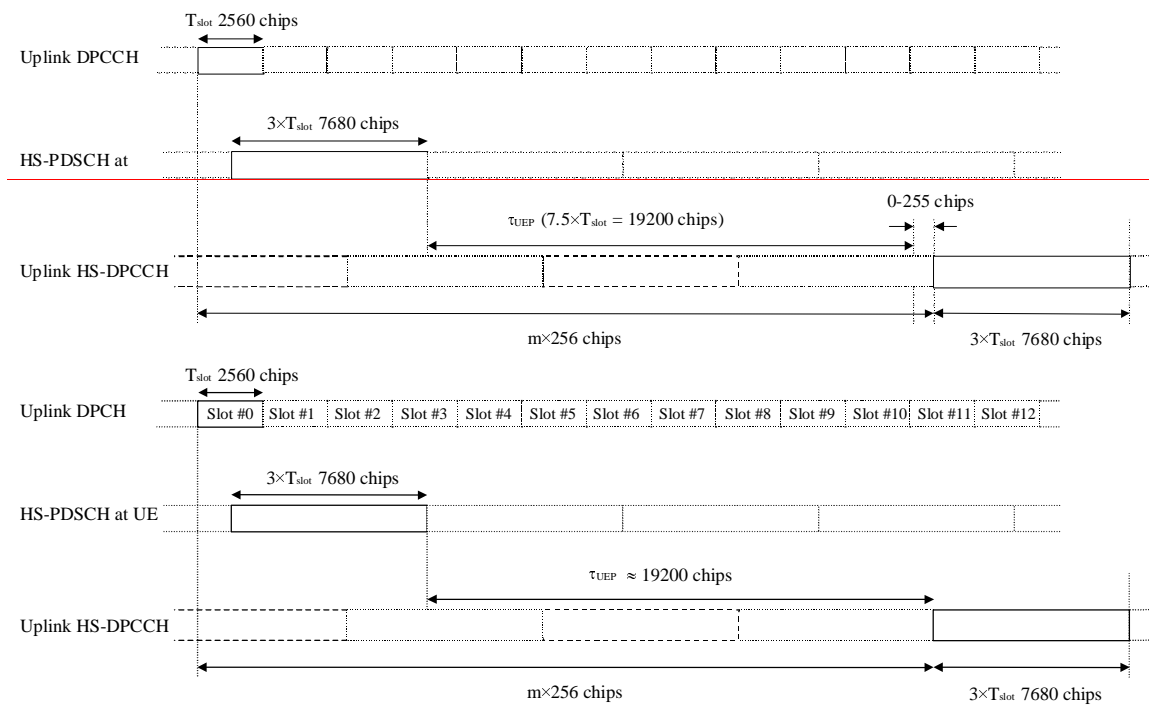 Tslot 2560 chips
Uplink DPCCH
3×Tslot 7680 chips
HS-PDSCH at
0-255 chips
τUEP (7.5×Tslot = 19200 chips)
Uplink HS-DPCCH
m×256 chips
3×Tslot 7680 chips
Tslot 2560 chips
Uplink DPCH
Slot #0 Slot #1 Slot #2 Slot #3 Slot #4 Slot #5 Slot #6 Slot #7 Slot #8 Slot #9 Slot #10 Slot #11 Slot #12
3×Tslot 7680 chips
HS-PDSCH at UE
τUEP ≈ 19200 chips
Uplink HS-DPCCH
m×256 chips
3×Tslot 7680 chips